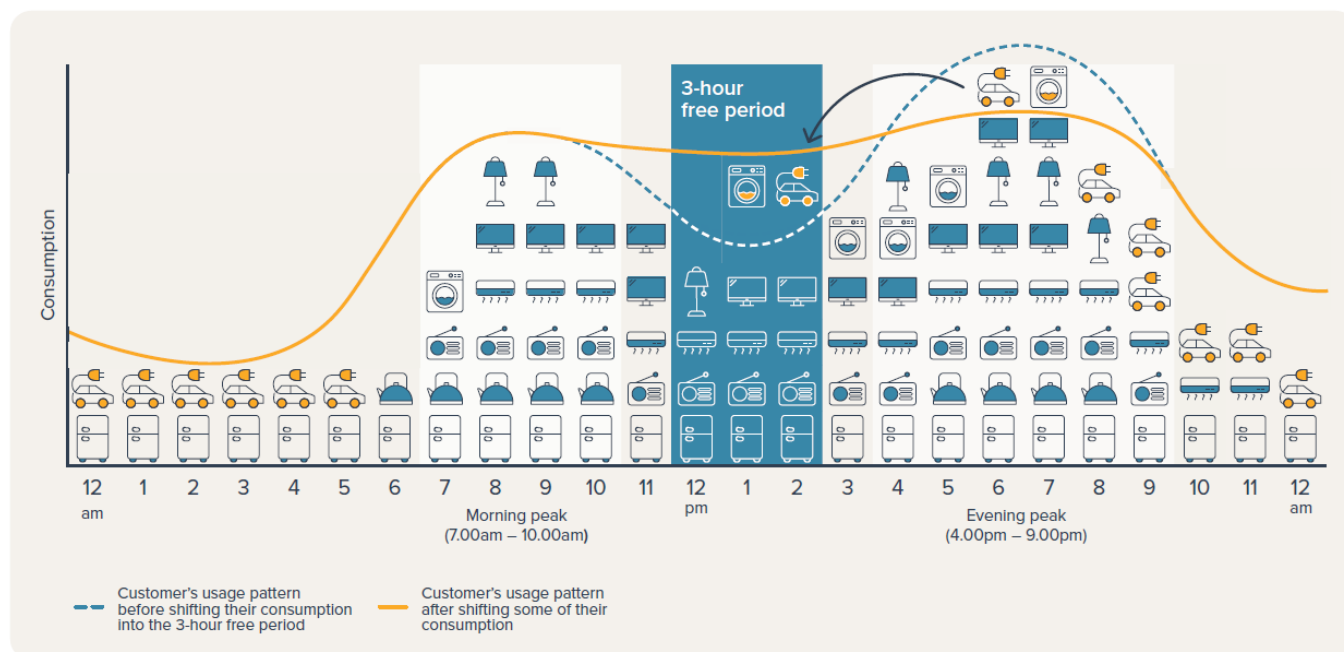 3-hour
free period
Consumption
12 1 2 3 4 5 6 7 8 9 10 11 12 1 2 3 4 5 6 7 8 9 10 11 12
am pm am
Morning peak
(7.00am – 10.00am)
Evening peak
(4.00pm – 9.00pm)
Customer’s usage pattern
before shifting their consumption
into the 3-hour free period
Customer’s usage pattern
after shifting some of their
consumption